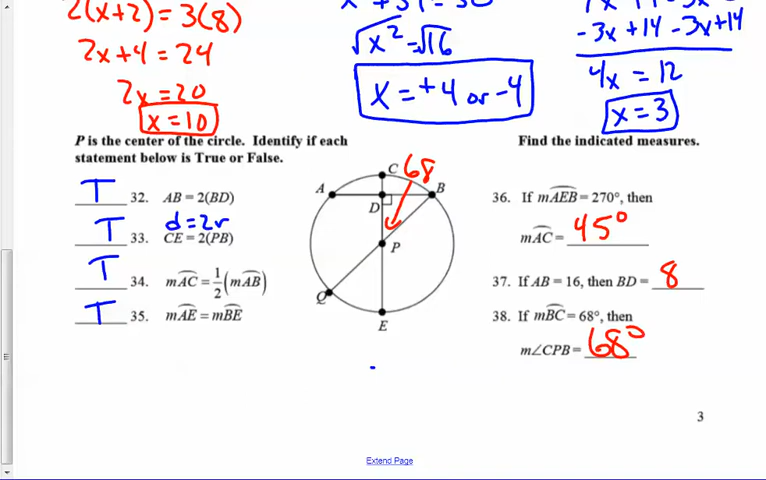 2(x+2) = 3(8)
2x+4 = 24
2x = 20
x = 10
√x² = √16
x = +4 or -4
-3x+14 -3x+14
4x = 12
x = 3
P is the center of the circle. Identify if each
statement below is True or False.
T 32. AB = 2(BD)
d = 2r
T 33. CE = 2(PB)
T 34. mAC = 1/2 (mAB)
T 35. mAE = mBE
C 68
A B
D
P
Q
E
Find the indicated measures.
36. If mAEB = 270°, then
mAC = 45°
37. If AB = 16, then BD = 8
38. If mBC = 68°, then
m∠CPB = 68°
3
Extend Page